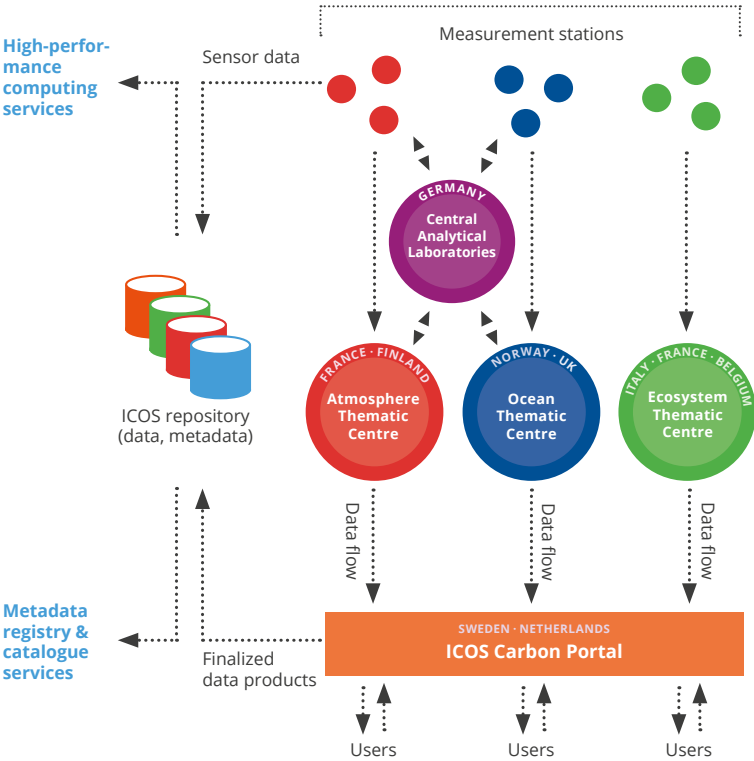 Measurement stations
High-perfor-
mance
computing
services
Sensor data
GERMANY
Central
Analytical
Laboratories
FRANCE · FINLAND
Atmosphere
Thematic
Centre
NORWAY · UK
Ocean
Thematic
Centre
ITALY · FRANCE · BELGIUM
Ecosystem
Thematic
Centre
ICOS repository
(data, metadata)
Data flow
Data flow
Data flow
Metadata
registry &
catalogue
services
Finalized
data products
SWEDEN · NETHERLANDS
ICOS Carbon Portal
Users
Users
Users